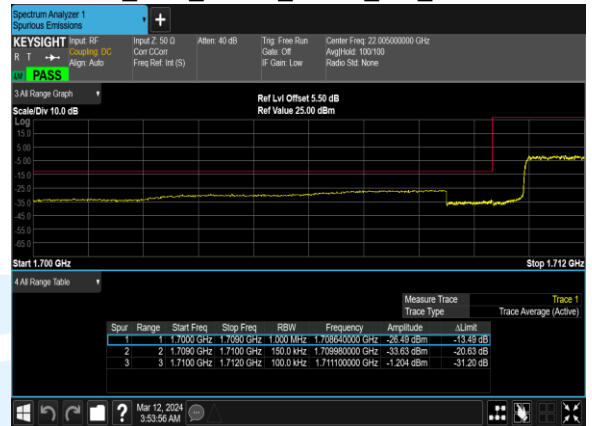 Spectrum Analyzer 1
Spurious Emissions
KEYSIGHT Input: RF Input Z: 50 Ω Atten: 40 dB Trig: Free Run Center Freq: 22.005000000 GHz
R T Coupling: DC Corr CCorr Gate: Off Avg|Hold: 100/100
Align: Auto Freq Ref: Int (S) IF Gain: Low Radio Std: None
PASS
3 All Range Graph
Ref Lvl Offset 5.50 dB
Scale/Div 10.0 dB Ref Value 25.00 dBm
Log
15.0
5.00
-5.00
-15.0
-25.0
-35.0
-45.0
-55.0
-65.0
Start 1.700 GHz Stop 1.712 GHz
4 All Range Table
Measure Trace Trace 1
Trace Type Trace Average (Active)
Spur Range Start Freq Stop Freq RBW Frequency Amplitude ΔLimit
1 1 1.7000 GHz 1.7090 GHz 1.000 MHz 1.708640000 GHz -26.49 dBm -13.49 dB
2 2 1.7090 GHz 1.7100 GHz 150.0 kHz 1.709980000 GHz -33.63 dBm -20.63 dB
3 3 1.7100 GHz 1.7120 GHz 100.0 kHz 1.711100000 GHz -1.204 dBm -31.20 dB
Mar 12, 2024
3:53:56 AM